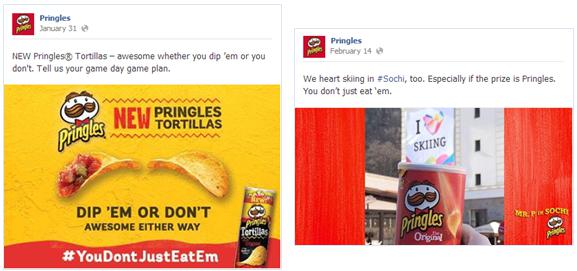 Pringles
January 31
NEW Pringles® Tortillas – awesome whether you dip 'em or you
don't. Tell us your game day game plan.
Pringles
NEW PRINGLES
TORTILLAS
DIP 'EM OR DON'T
AWESOME EITHER WAY
#YouDontJustEatEm
New!
Pringles
Tortillas
Pringles
February 14
We heart skiing in #Sochi, too. Especially if the prize is Pringles.
You don't just eat 'em.
I
SKIING
Pringles
Original
MR. P IN SOCHI
Pringles